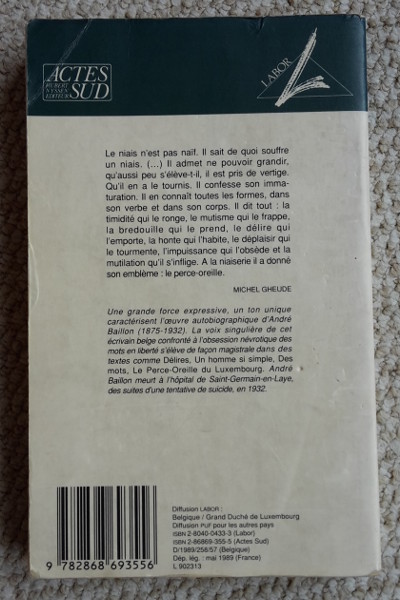 ACTES
HUBERT
NYSSEN
EDITEUR
SUD
LABOR
Le niais n'est pas naïf. Il sait de quoi souffre
un niais. (...) Il admet ne pouvoir grandir,
qu'aussi peu s'élève-t-il, il est pris de vertige.
Qu'il en a le tournis. Il confesse son imma-
turation. Il en connaît toutes les formes, dans
son verbe et dans son corps. Il dit tout : la
timidité qui le ronge, le mutisme qui le frappe,
la bredouille qui le prend, le délire qui
l'emporte, la honte qui l'habite, le déplaisir qui
le tourmente, l'impuissance qui l'obsède et la
mutilation qu'il s'inflige. A la niaiserie il a donné
son emblème : le perce-oreille.
MICHEL GHEUDE
Une grande force expressive, un ton unique
caractérisent l'œuvre autobiographique d'André
Baillon (1875-1932). La voix singulière de cet
écrivain belge confronté à l'obsession névrotique des
mots en liberté s'élève de façon magistrale dans des
textes comme Délires, Un homme si simple, Des
mots, Le Perce-Oreille du Luxembourg. André
Baillon meurt à l'hôpital de Saint-Germain-en-Laye,
des suites d'une tentative de suicide, en 1932.
Diffusion LABOR :
Belgique / Grand Duché de Luxembourg
Diffusion PUF pour les autres pays
ISBN 2-8040-0433-3 (Labor)
ISBN 2-86869-355-5 (Actes Sud)
D/1989/258/57 (Belgique)
Dép. lég. : mai 1989 (France)
L 902313
9 782868 693556